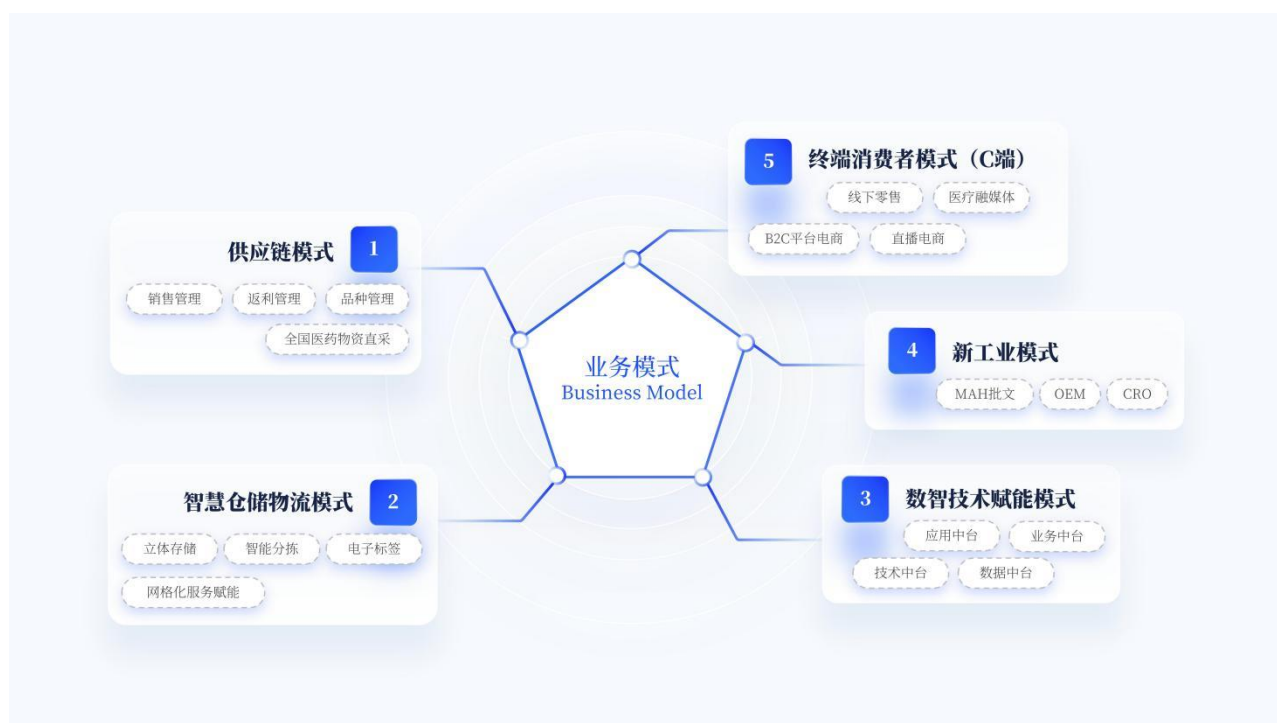 供应链模式 1
销售管理 返利管理 品种管理
全国医药物资直采
智慧仓储物流模式 2
立体存储 智能分拣 电子标签
网格化服务赋能
业务模式
Business Model
5 终端消费者模式（C端）
线下零售 医疗融媒体
B2C平台电商 直播电商
4 新工业模式
MAH批文 OEM CRO
3 数智技术赋能模式
应用中台 业务中台
技术中台 数据中台